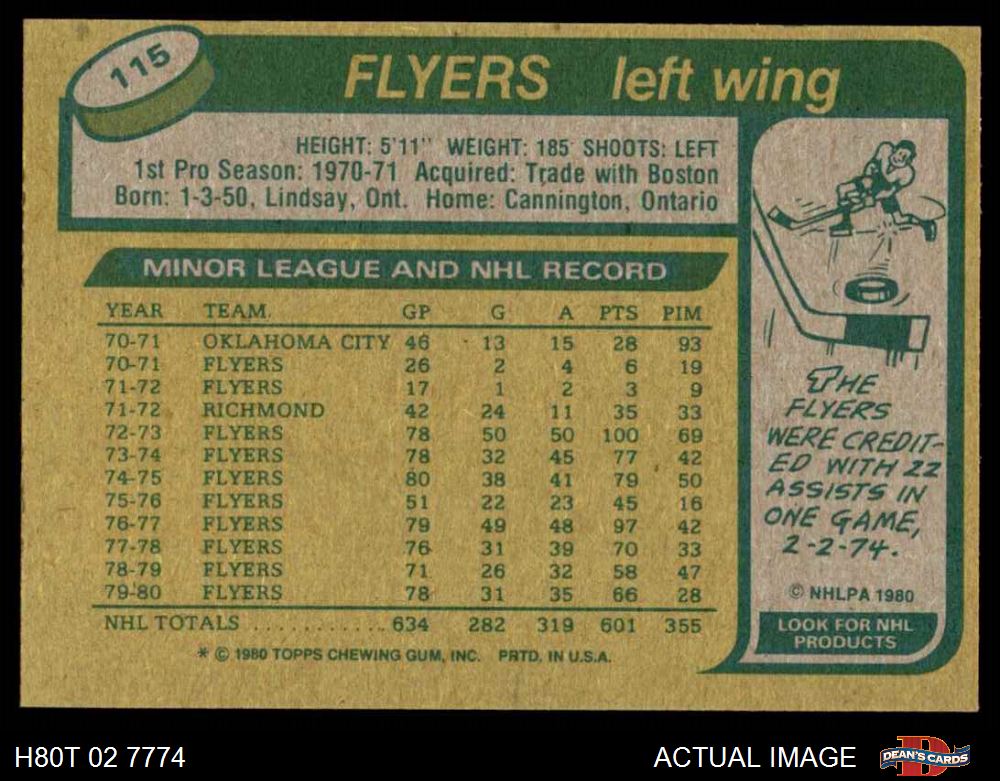 115
FLYERS left wing
HEIGHT: 5'11" WEIGHT: 185 SHOOTS: LEFT
1st Pro Season: 1970-71 Acquired: Trade with Boston
Born: 1-3-50, Lindsay, Ont. Home: Cannington, Ontario
MINOR LEAGUE AND NHL RECORD
YEAR TEAM. GP G A PTS PIM
70-71 OKLAHOMA CITY 46 13 15 28 93
70-71 FLYERS 26 2 4 6 19
71-72 FLYERS 17 1 2 3 9
71-72 RICHMOND 42 24 11 35 33
72-73 FLYERS 78 50 50 100 69
73-74 FLYERS 78 32 45 77 42
74-75 FLYERS 80 38 41 79 50
75-76 FLYERS 51 22 23 45 16
76-77 FLYERS 79 49 48 97 42
77-78 FLYERS 76 31 39 70 33
78-79 FLYERS 71 26 32 58 47
79-80 FLYERS 78 31 35 66 28
NHL TOTALS ............ 634 282 319 601 355
* © 1980 TOPPS CHEWING GUM, INC. PRTD. IN U.S.A.
THE
FLYERS
WERE CREDIT-
ED WITH 22
ASSISTS IN
ONE GAME,
2-2-74.
© NHLPA 1980
LOOK FOR NHL
PRODUCTS
H80T 02 7774
ACTUAL IMAGE
DEAN'S CARDS